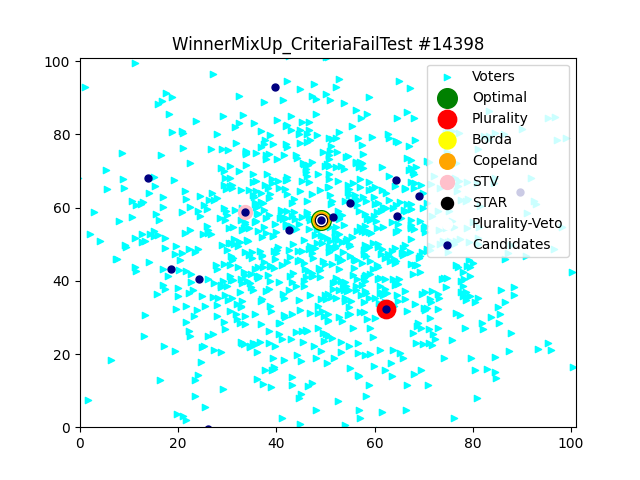 WinnerMixUp_CriteriaFailTest #14398
Voters
Optimal
Plurality
Borda
Copeland
STV
STAR
Plurality-Veto
Candidates
100
80
60
40
20
0
0
20
40
60
80
100